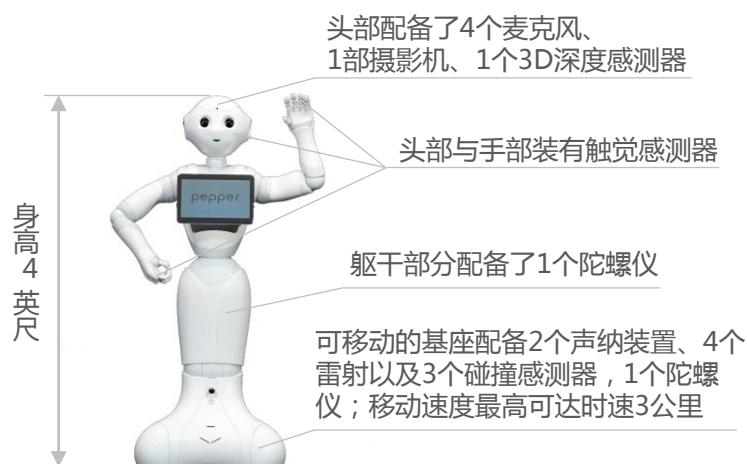 头部配备了4个麦克风、
1部摄影机、1个3D深度感测器
头部与手部装有触觉感测器
pepper
身高4英尺
躯干部分配备了1个陀螺仪
可移动的基座配备2个声纳装置、4个
雷射以及3个碰撞感测器，1个陀螺
仪；移动速度最高可达时速3公里